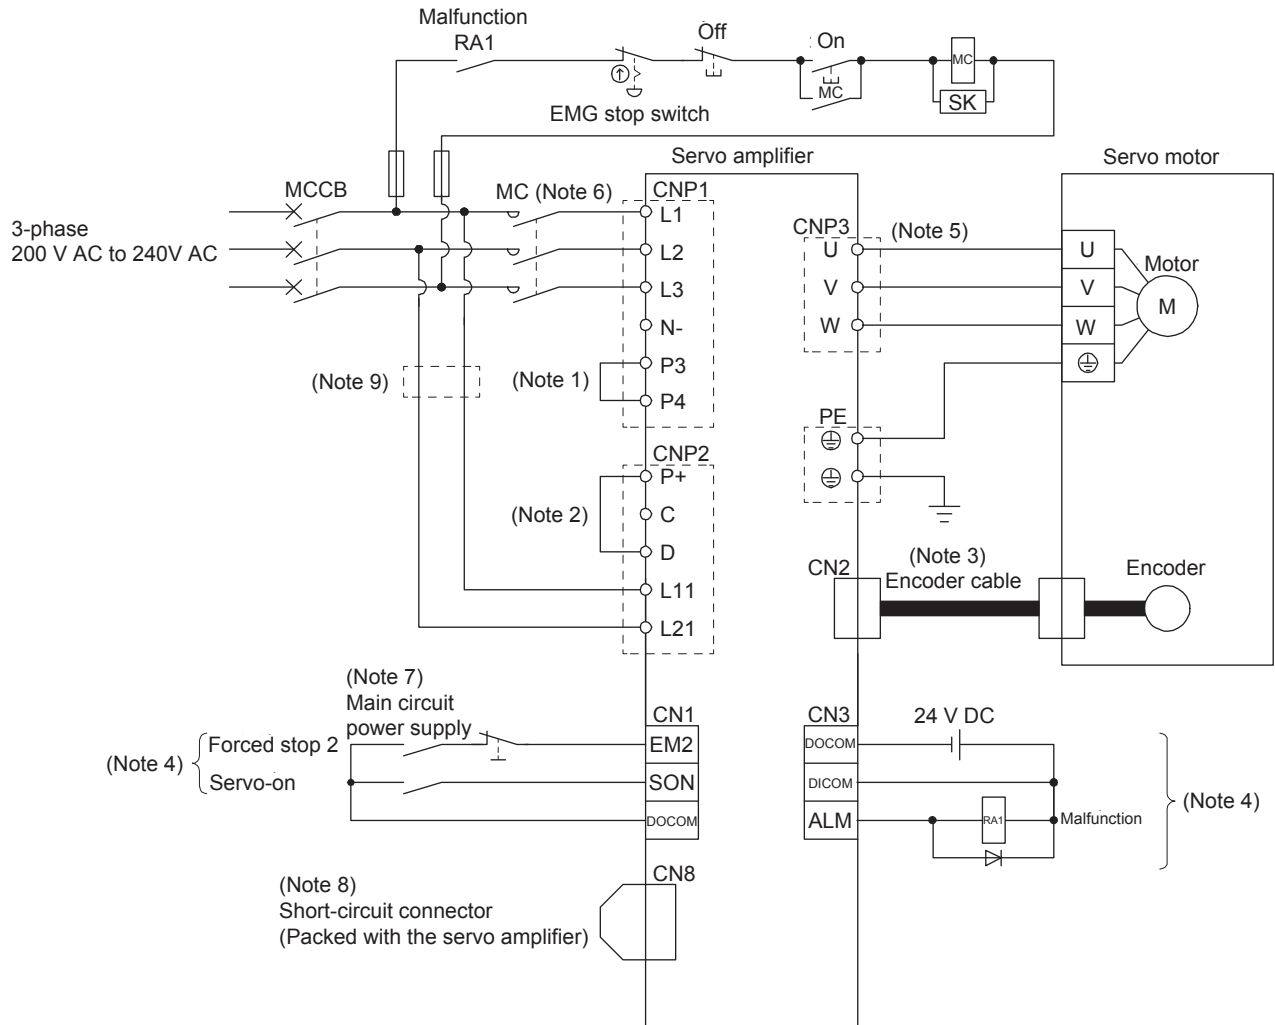 Malfunction
RA1
Off
On
MC
MC
SK
EMG stop switch
Servo amplifier
Servo motor
MCCB
MC (Note 6)
CNP1
3-phase
200 V AC to 240V AC
L1
L2
L3
N-
P3
P4
(Note 1)
(Note 9)
CNP3
(Note 5)
U
V
W
U
V
W
Motor
M
PE
CNP2
P+
C
D
L11
L21
(Note 2)
CN2
(Note 3)
Encoder cable
Encoder
(Note 7)
Main circuit
power supply
(Note 4)
Forced stop 2
Servo-on
CN1
EM2
SON
DOCOM
CN3
24 V DC
DOCOM
DICOM
ALM
RA1
Malfunction
(Note 4)
(Note 8)
Short-circuit connector
(Packed with the servo amplifier)
CN8